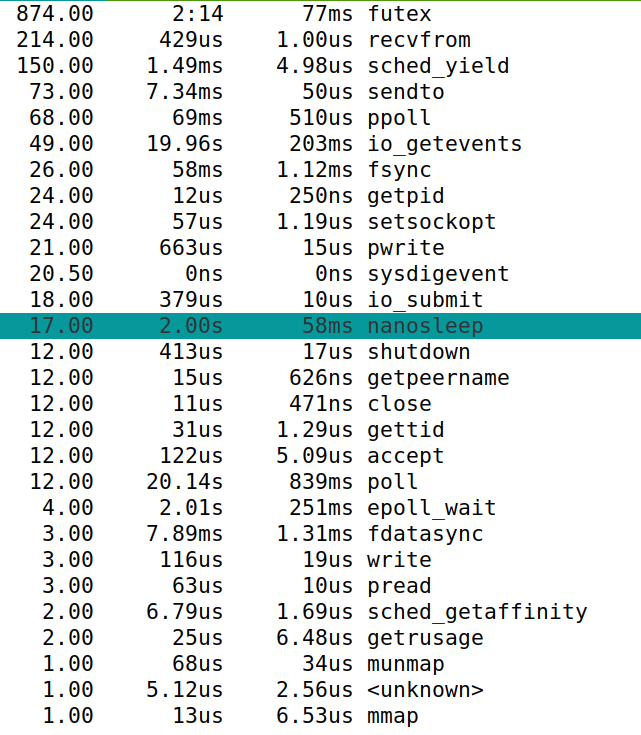 874.00 2:14 77ms futex
214.00 429us 1.00us recvfrom
150.00 1.49ms 4.98us sched_yield
73.00 7.34ms 50us sendto
68.00 69ms 510us ppoll
49.00 19.96s 203ms io_getevents
26.00 58ms 1.12ms fsync
24.00 12us 250ns getpid
24.00 57us 1.19us setsockopt
21.00 663us 15us pwrite
20.50 0ns 0ns sysdigevent
18.00 379us 10us io_submit
17.00 2.00s 58ms nanosleep
12.00 413us 17us shutdown
12.00 15us 626ns getpeername
12.00 11us 471ns close
12.00 31us 1.29us gettid
12.00 122us 5.09us accept
12.00 20.14s 839ms poll
4.00 2.01s 251ms epoll_wait
3.00 7.89ms 1.31ms fdatasync
3.00 116us 19us write
3.00 63us 10us pread
2.00 6.79us 1.69us sched_getaffinity
2.00 25us 6.48us getrusage
1.00 68us 34us munmap
1.00 5.12us 2.56us <unknown>
1.00 13us 6.53us mmap